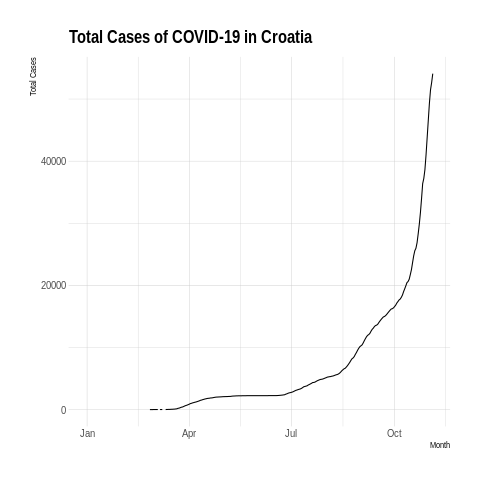 Total Cases of COVID-19 in Croatia
Total Cases
40000
20000
0
Jan Apr Jul Oct
Month